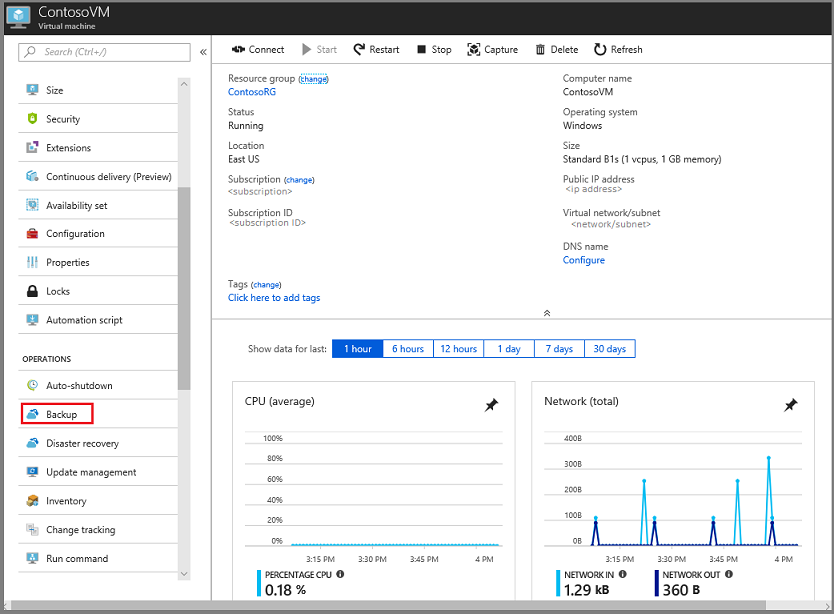 ContosoVM
Virtual machine
Search (Ctrl+/)
«
Size
Security
Extensions
Continuous delivery (Preview)
Availability set
Configuration
Properties
Locks
Automation script
OPERATIONS
Auto-shutdown
Backup
Disaster recovery
Update management
Inventory
Change tracking
Run command
Connect Start Restart Stop Capture Delete Refresh
Resource group (change)
ContosoRG
Status
Running
Location
East US
Subscription (change)
<subscription>
Subscription ID
<subscription ID>
Computer name
ContosoVM
Operating system
Windows
Size
Standard B1s (1 vcpus, 1 GB memory)
Public IP address
<ip address>
Virtual network/subnet
<network/subnet>
DNS name
Configure
Tags (change)
Click here to add tags
Show data for last: 1 hour 6 hours 12 hours 1 day 7 days 30 days
CPU (average)
100%
80%
60%
40%
20%
0%
3:15 PM 3:30 PM 3:45 PM 4 PM
PERCENTAGE CPU
0.18 %
Network (total)
400B
300B
200B
100B
0B
3:15 PM 3:30 PM 3:45 PM 4 PM
NETWORK IN
1.29 kB
NETWORK OUT
360 B